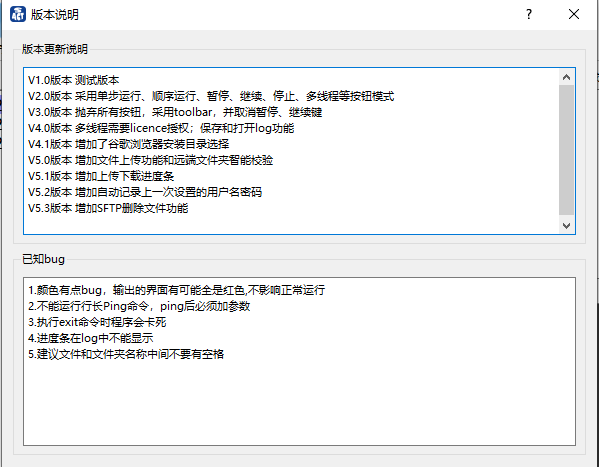 版本说明
版本更新说明
V1.0版本 测试版本
V2.0版本 采用单步运行、顺序运行、暂停、继续、停止、多线程等按钮模式
V3.0版本 抛弃所有按钮，采用toolbar，并取消暂停、继续键
V4.0版本 多线程需要licence授权；保存和打开log功能
V4.1版本 增加了谷歌浏览器安装目录选择
V5.0版本 增加文件上传功能和远端文件夹智能校验
V5.1版本 增加上传下载进度条
V5.2版本 增加自动记录上一次设置的用户名密码
V5.3版本 增加SFTP删除文件功能
已知bug
1.颜色有点bug，输出的界面有可能全是红色,不影响正常运行
2.不能运行行长Ping命令，ping后必须加参数
3.执行exit命令时程序会卡死
4.进度条在log中不能显示
5.建议文件和文件夹名称中间不要有空格